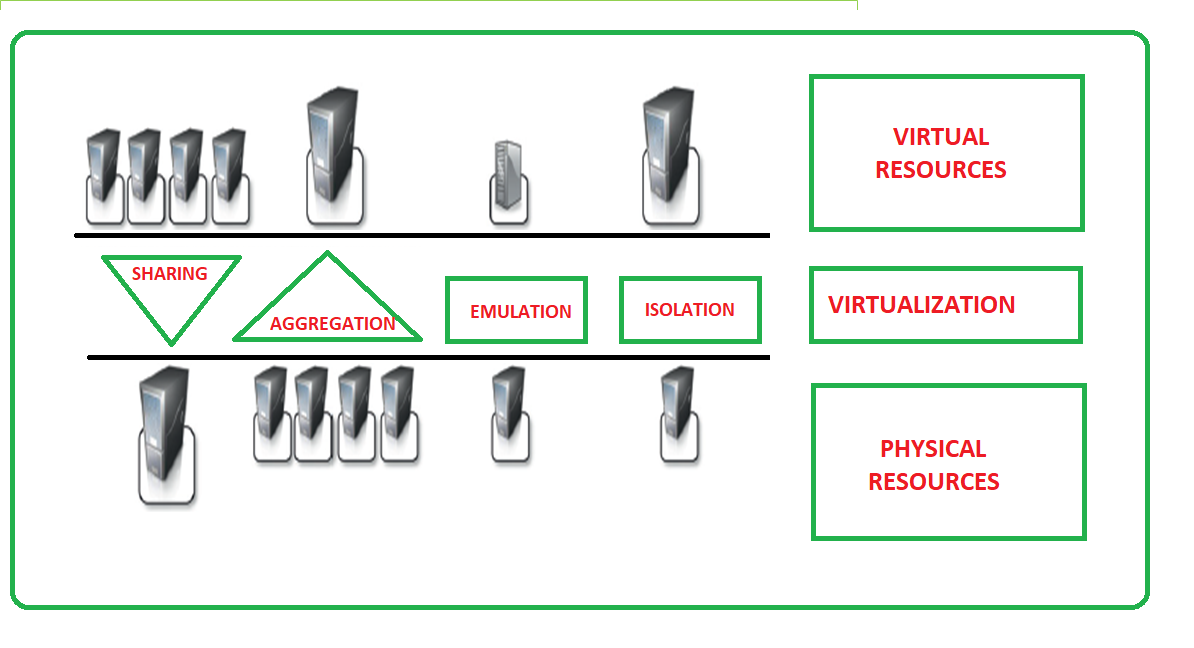 VIRTUAL
RESOURCES
SHARING
AGGREGATION
EMULATION
ISOLATION
VIRTUALIZATION
PHYSICAL
RESOURCES